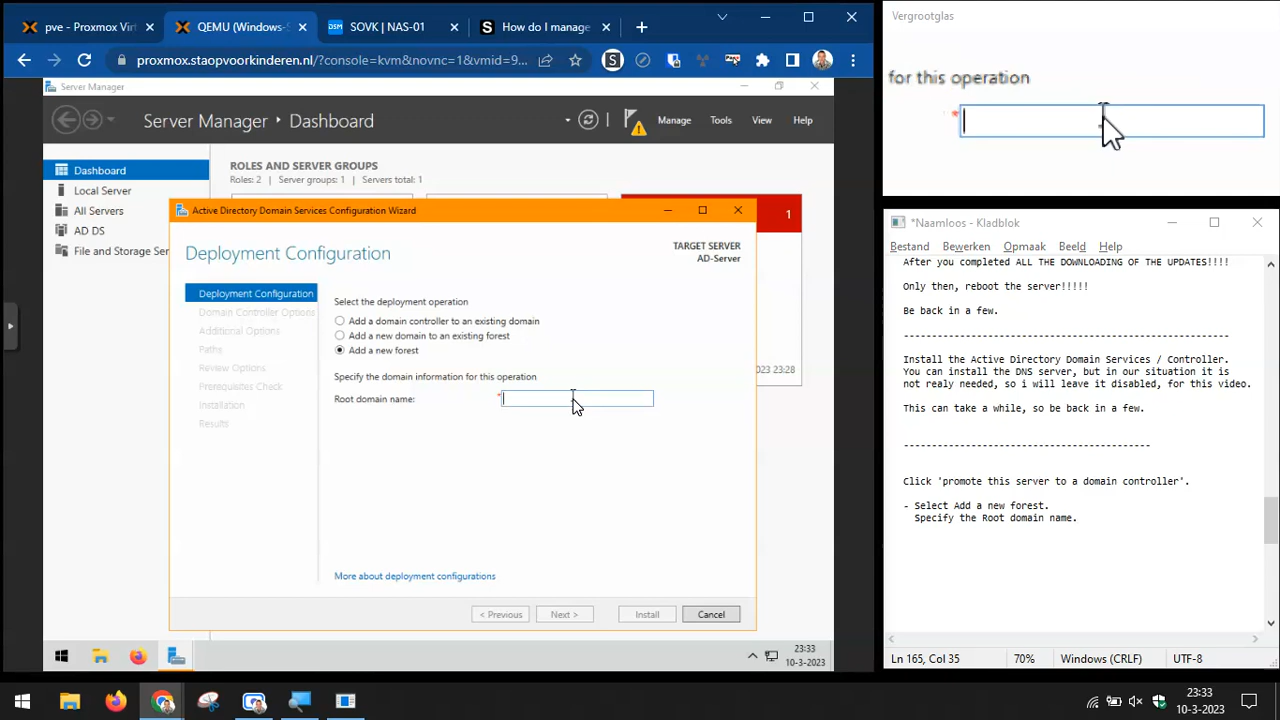 pve - Proxmox Virt
QEMU (Windows-S
SOVK | NAS-01
How do I manage
proxmox.staopvoorkinderen.nl/?console=kvm&novnc=1&vmid=9...
Server Manager
Server Manager
Dashboard
Manage
Tools
View
Help
Dashboard
Local Server
All Servers
AD DS
File and Storage Ser
ROLES AND SERVER GROUPS
Roles: 2 | Server groups: 1 | Servers total: 1
1
023 23:28
Active Directory Domain Services Configuration Wizard
Deployment Configuration
TARGET SERVER
AD-Server
Deployment Configuration
Domain Controller Options
Additional Options
Paths
Review Options
Prerequisites Check
Installation
Results
Select the deployment operation
Add a domain controller to an existing domain
Add a new domain to an existing forest
Add a new forest
Specify the domain information for this operation
Root domain name:
*
More about deployment configurations
< Previous
Next >
Install
Cancel
23:33
10-3-2023
Vergrootglas
for this operation
*
*Naamloos - Kladblok
Bestand
Bewerken
Opmaak
Beeld
Help
After you completed ALL THE DOWNLOADING OF THE UPDATES!!!!
Only then, reboot the server!!!!!
Be back in a few.
-----------------------------------------------------------
Install the Active Directory Domain Services / Controller.
You can install the DNS server, but in our situation it is
not realy needed, so i will leave it disabled, for this video.
This can take a while, so be back in a few.
--------------------------------------------
Click 'promote this server to a domain controller'.
- Select Add a new forest.
Specify the Root domain name.
Ln 165, Col 35
70%
Windows (CRLF)
UTF-8
23:33
10-3-2023